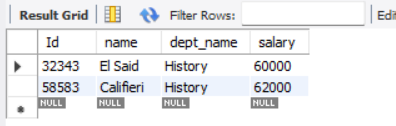 Result Grid Filter Rows: Edi
Id name dept_name salary
32343 El Said History 60000
58583 Califieri History 62000
NULL NULL NULL NULL